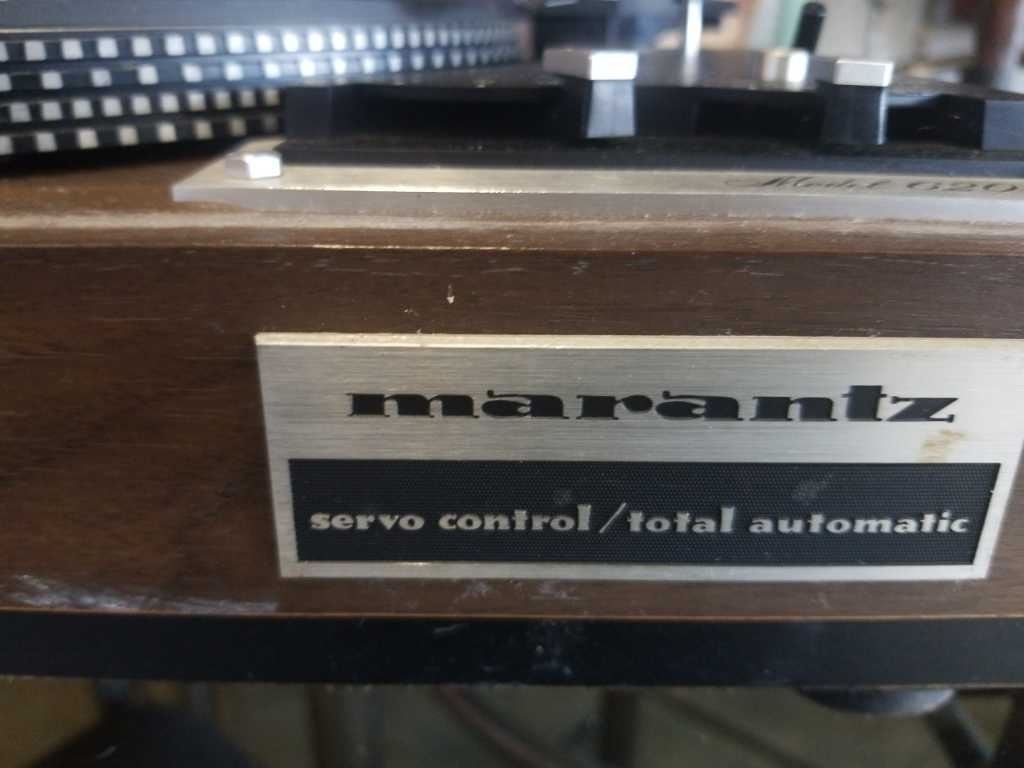 Model 620
marantz
servo control/total automatic